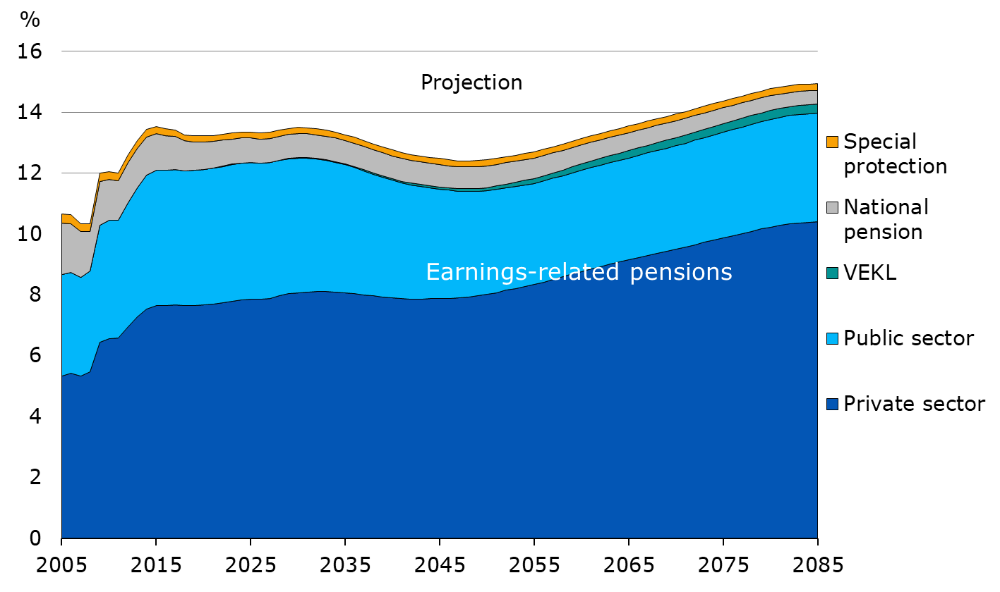 %
16
14
12
10
8
6
4
2
0
Projection
Earnings-related pensions
2005 2015 2025 2035 2045 2055 2065 2075 2085
Special
protection
National
pension
VEKL
Public sector
Private sector